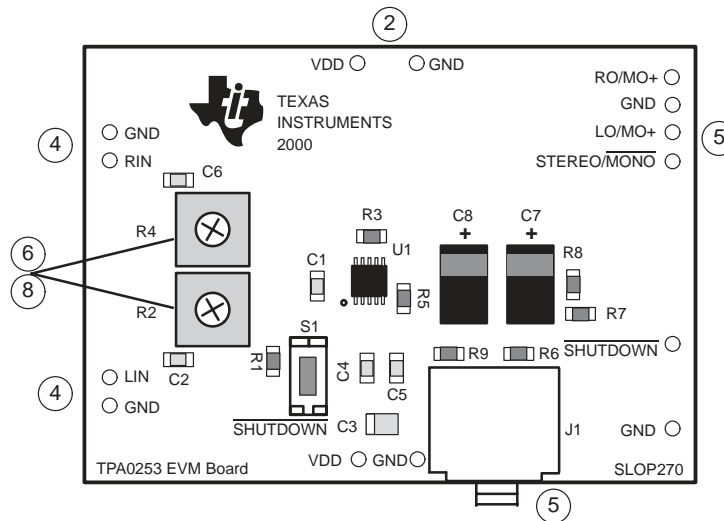 2
VDD
GND
RO/MO+
GND
LO/MO+
STEREO/MONO
5
TEXAS
INSTRUMENTS
2000
4
GND
RIN
C6
R4
6
8
R2
C2
R3
U1
C1
R5
C8
+
C7
+
R8
R7
S1
R1
C4
C5
R9
R6
SHUTDOWN
4
LIN
GND
SHUTDOWN
C3
J1
GND
VDD
GND
TPA0253 EVM Board
SLOP270
5